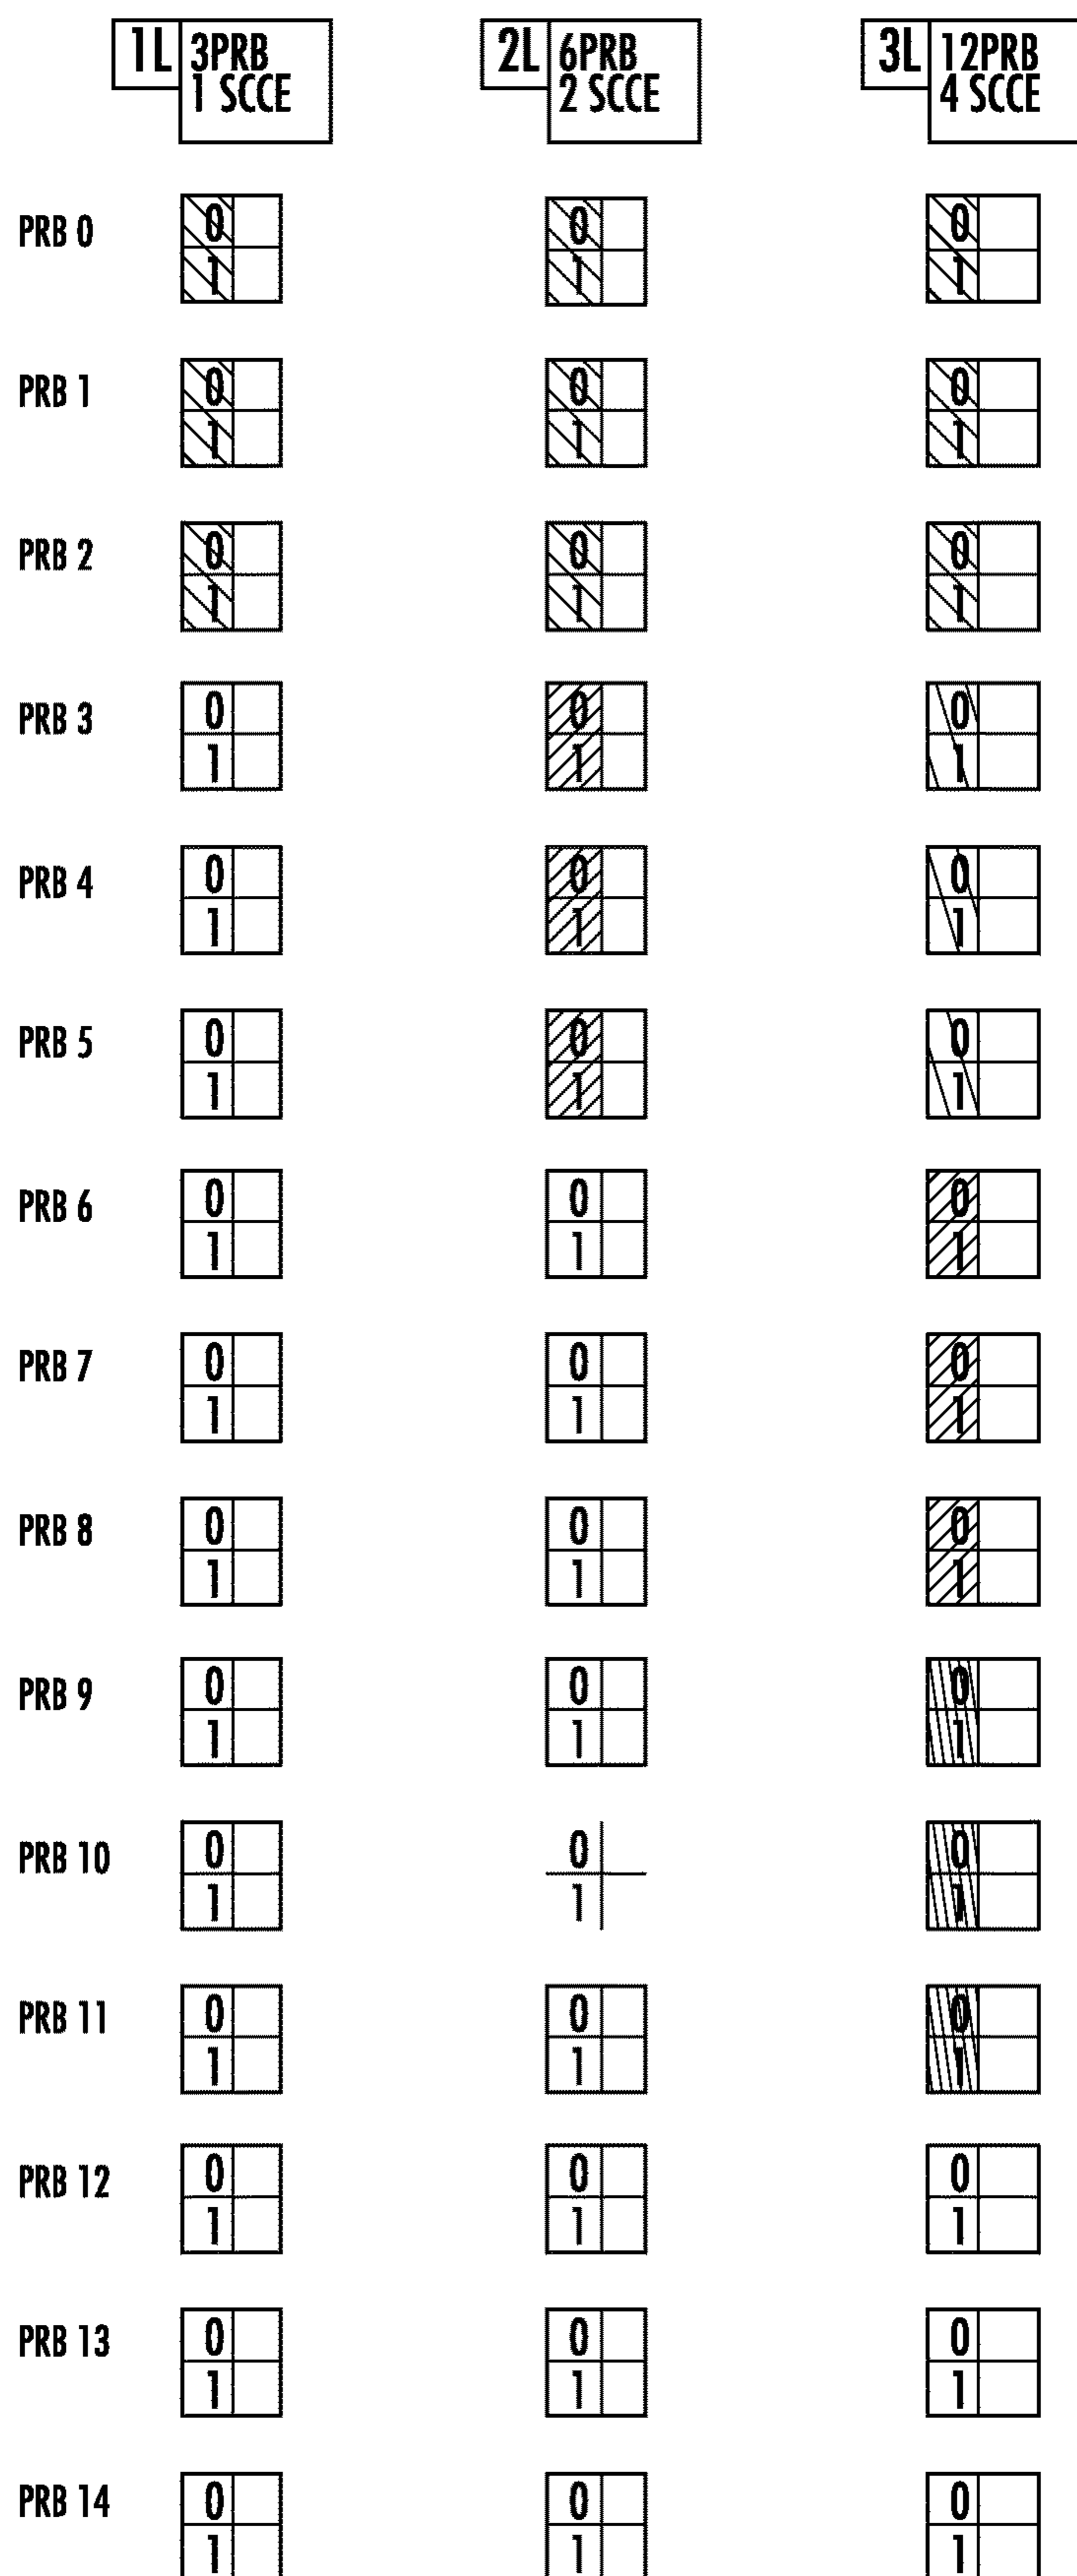 1L 3PRB
1 SCCE
2L 6PRB
2 SCCE
3L 12PRB
4 SCCE
PRB 0 0 0 0
1 1 1
PRB 1 0 0 0
1 1 1
PRB 2 0 0 0
1 1 1
PRB 3 0 0 0
1 1 1
PRB 4 0 0 0
1 1 1
PRB 5 0 0 0
1 1 1
PRB 6 0 0 0
1 1 1
PRB 7 0 0 0
1 1 1
PRB 8 0 0 0
1 1 1
PRB 9 0 0 0
1 1 1
PRB 10 0 0 0
1 1 1
PRB 11 0 0 0
1 1 1
PRB 12 0 0 0
1 1 1
PRB 13 0 0 0
1 1 1
PRB 14 0 0 0
1 1 1